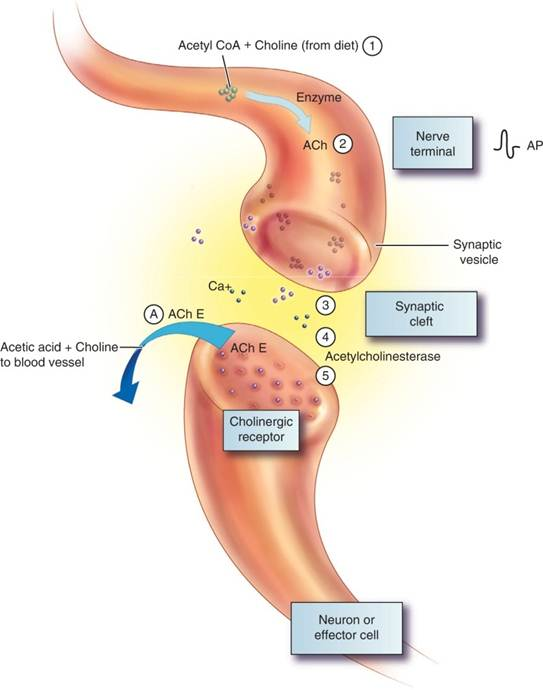 Acetyl CoA + Choline (from diet) 1
Enzyme
ACh 2
Nerve
terminal
AP
Synaptic
vesicle
Ca+
3
Synaptic
cleft
A ACh E
4
Acetylcholinesterase
Acetic acid + Choline
to blood vessel
ACh E
5
Cholinergic
receptor
Neuron or
effector cell